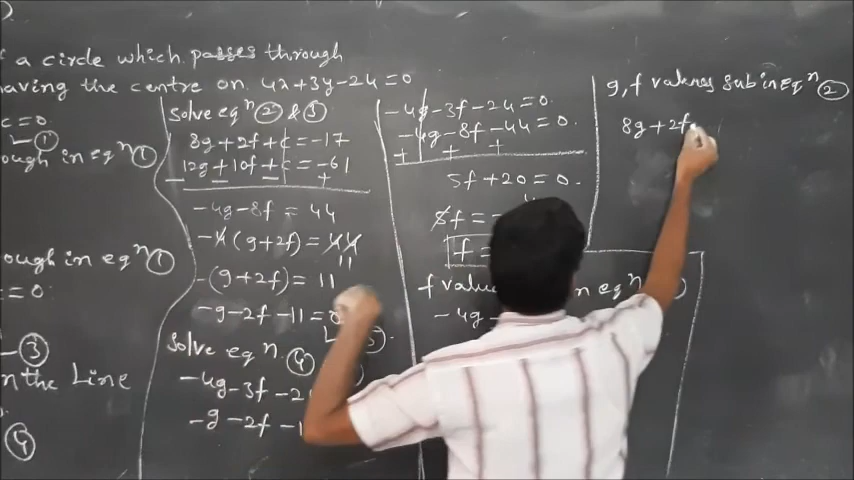 a circle which passes through
having the centre on 4x+3y-24=0
c=0.
①
ough in eqⁿ①
ough in eqⁿ①
=0.
③
n the Line
④
Solve eqⁿ ② & ③
8g+2f+c=-17
12g+10f+c=-61
- - - +
-4g-8f=44
-4(g+2f)=44
11
-(g+2f)=11
-g-2f-11=0
Solve eqⁿ ④
-4g-3f-2
-g-2f-1
-4g-3f-24=0.
-4g-8f-44=0.
+ + +
5f+20=0.
5f=-
f=
f value n eqⁿ
-4g-
g, f values sub in Eqⁿ ②
8g+2f